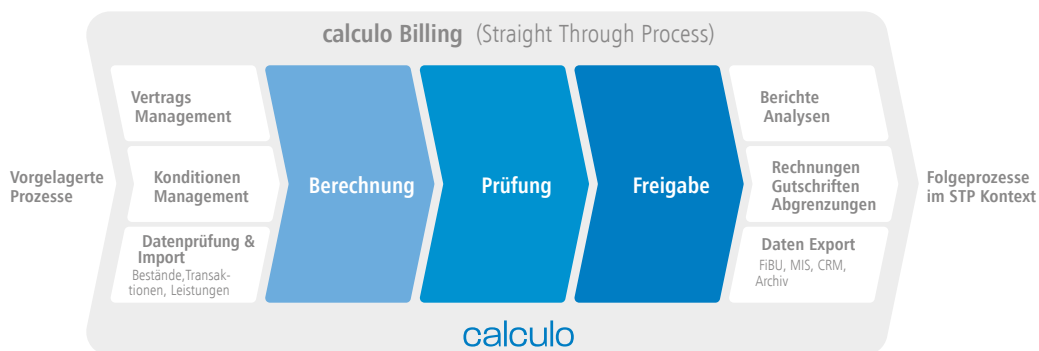 calculo Billing (Straight Through Process)
Vorgelagerte
Prozesse
Vertrags
Management
Konditionen
Management
Datenprüfung &
Import
Bestände,Transak-
tionen, Leistungen
Berechnung
Prüfung
Freigabe
Berichte
Analysen
Rechnungen
Gutschriften
Abgrenzungen
Daten Export
FiBU, MIS, CRM,
Archiv
Folgeprozesse
im STP Kontext
calculo